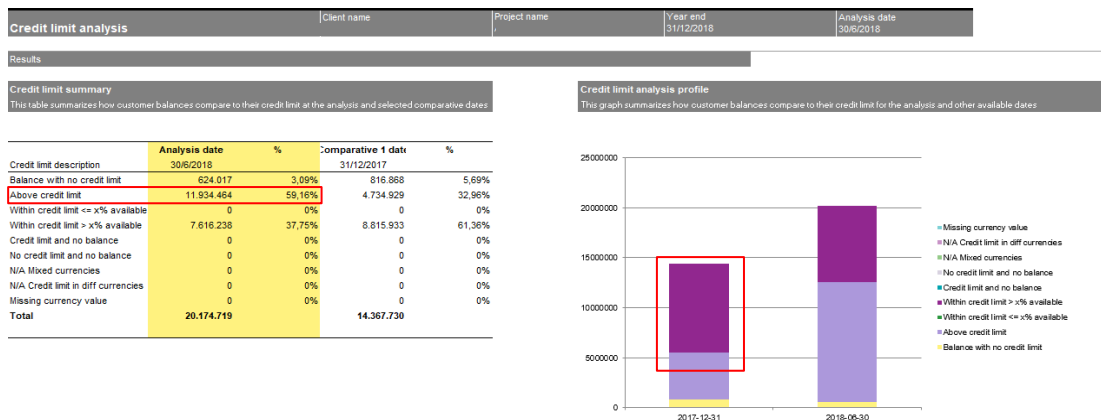 Credit limit analysis
Client name
Project name
,
Year end
31/12/2018
Analysis date
30/6/2018
Results
Credit limit summary
This table summarizes how customer balances compare to their credit limit at the analysis and selected comparative dates
Credit limit analysis profile
This graph summarizes how customer balances compare to their credit limit for the analysis and other available dates
Analysis date % Comparative 1 date %
Credit limit description 30/6/2018 31/12/2017
Balance with no credit limit 624.017 3,09% 816.868 5,69%
Above credit limit 11.934.464 59,16% 4.734.929 32,96%
Within credit limit <= x% available 0 0% 0 0%
Within credit limit > x% available 7.616.238 37,75% 8.815.933 61,36%
Credit limit and no balance 0 0% 0 0%
No credit limit and no balance 0 0% 0 0%
N/A Mixed currencies 0 0% 0 0%
N/A Credit limit in diff currencies 0 0% 0 0%
Missing currency value 0 0% 0 0%
Total 20.174.719 14.367.730
25000000
20000000
15000000
10000000
5000000
0
2017-12-31
2018-06-30
Missing currency value
N/A Credit limit in diff currencies
N/A Mixed currencies
No credit limit and no balance
Credit limit and no balance
Within credit limit > x% available
Within credit limit <= x% available
Above credit limit
Balance with no credit limit